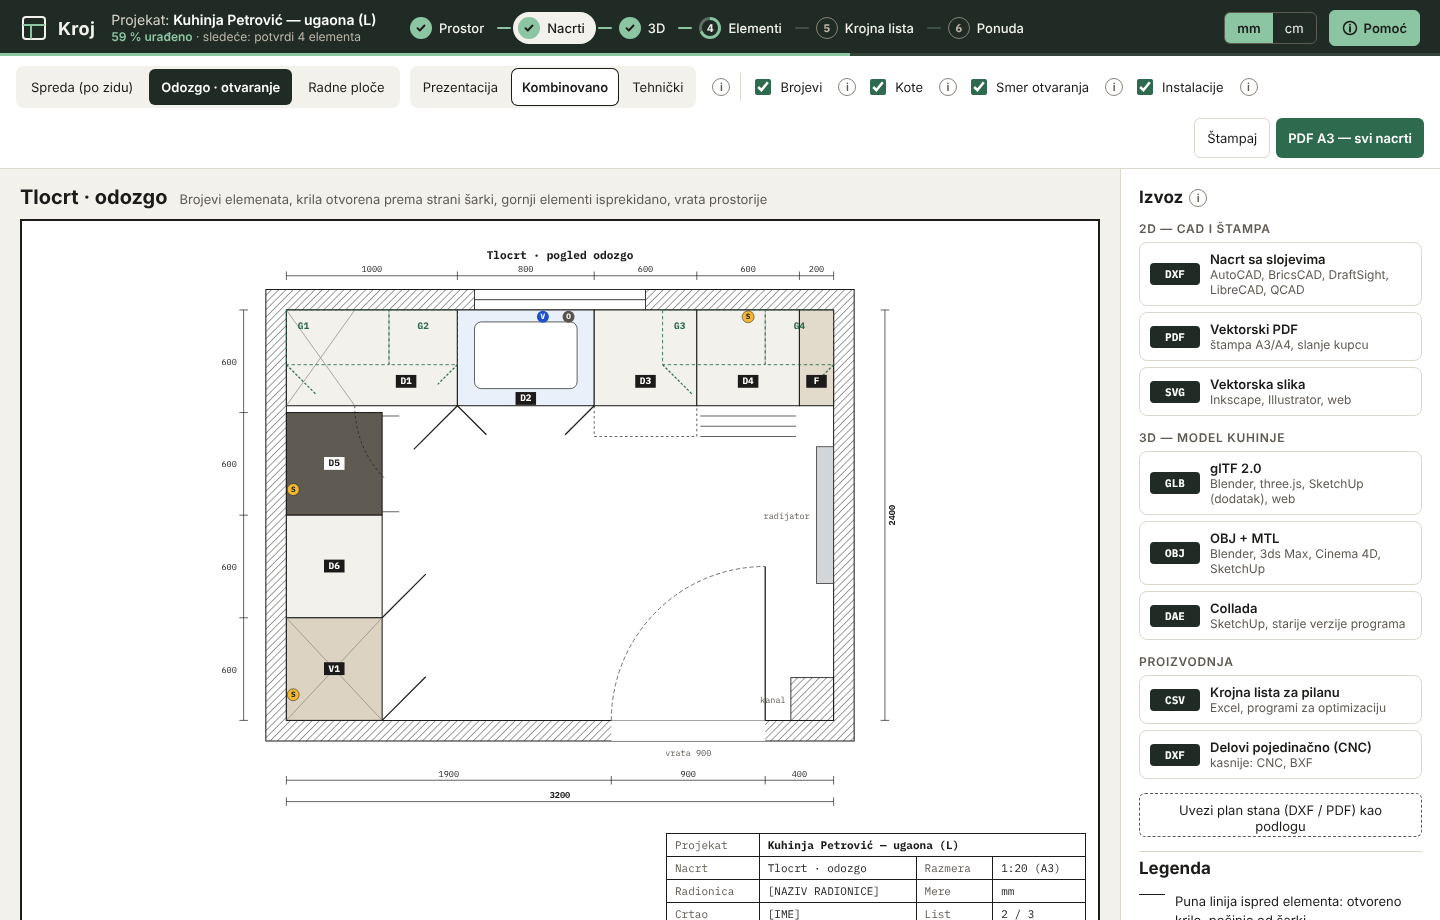 Kroj
Projekat: Kuhinja Petrović — ugaona (L)
59 % urađeno · sledeće: potvrdi 4 elementa
Prostor
Nacrti
3D
4 Elementi
5 Krojna lista
6 Ponuda
mm cm
Pomoć
Spreda (po zidu) Odozgo · otvaranje Radne ploče
Prezentacija Kombinovano Tehnički i
Brojevi i Kote i Smer otvaranja i Instalacije i
Štampaj PDF A3 — svi nacrti
Tlocrt · odozgo Brojevi elemenata, krila otvorena prema strani šarki, gornji elementi isprekidano, vrata prostorije
Tlocrt · pogled odozgo
1000 800 600 600 200
V O S
G1 G2 G3 G4
600
D1 D3 D4 F
D2
600
D5
S
radijator
2400
600
D6
600
V1
S
kanal
vrata 900
1900 900 400
3200
Projekat Kuhinja Petrović — ugaona (L)
Nacrt Tlocrt · odozgo Razmera 1:20 (A3)
Radionica [NAZIV RADIONICE] Mere mm
Crtao [IME] List 2 / 3
Izvoz i
2D — CAD I ŠTAMPA
DXF Nacrt sa slojevima
AutoCAD, BricsCAD, DraftSight,
LibreCAD, QCAD
PDF Vektorski PDF
štampa A3/A4, slanje kupcu
SVG Vektorska slika
Inkscape, Illustrator, web
3D — MODEL KUHINJE
GLB glTF 2.0
Blender, three.js, SketchUp
(dodatak), web
OBJ OBJ + MTL
Blender, 3ds Max, Cinema 4D,
SketchUp
DAE Collada
SketchUp, starije verzije programa
PROIZVODNJA
CSV Krojna lista za pilanu
Excel, programi za optimizaciju
DXF Delovi pojedinačno (CNC)
kasnije: CNC, BXF
Uvezi plan stana (DXF / PDF) kao
podlogu
Legenda
Puna linija ispred elementa: otvoreno
krilo, počinje od šarki